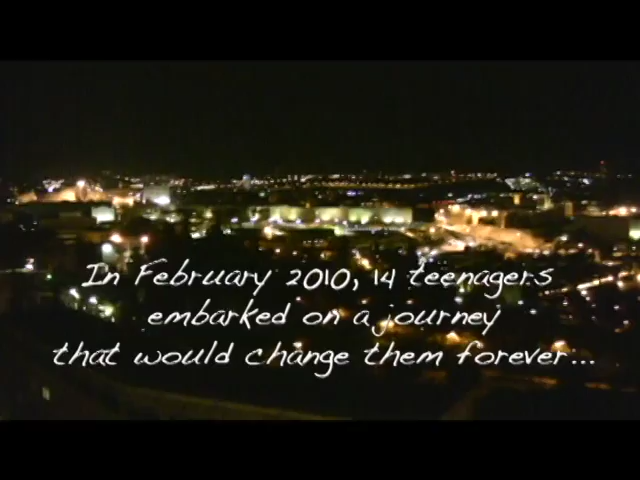 In February 2010, 14 teenagers
embarked on a journey
that would change them forever...